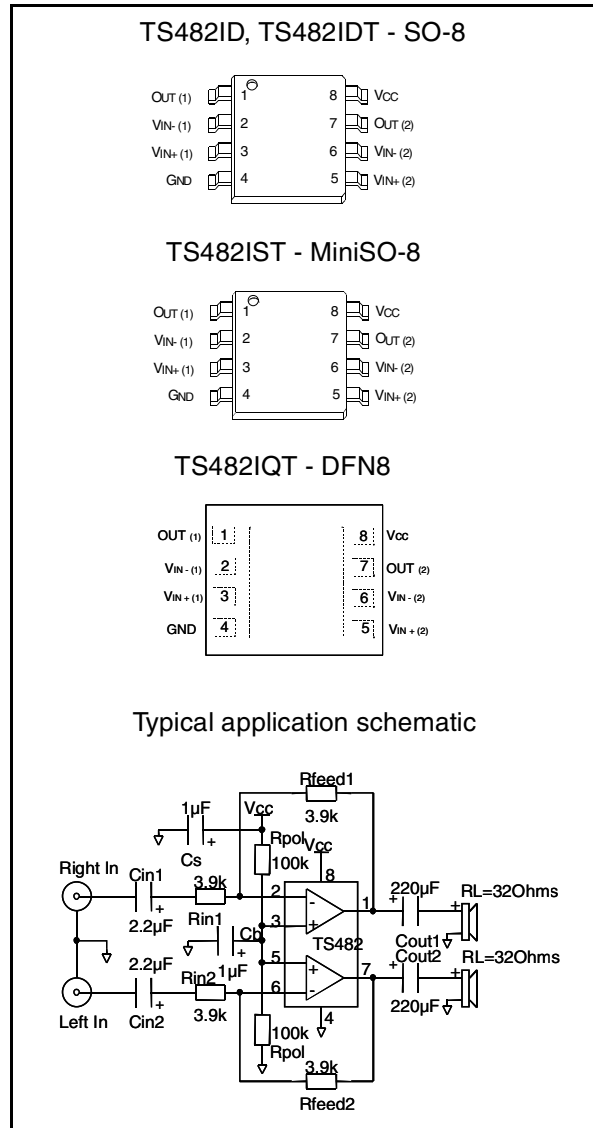 TS482ID, TS482IDT - SO-8
OUT (1) 1 8 VCC
VIN- (1) 2 7 OUT (2)
VIN+ (1) 3 6 VIN- (2)
GND 4 5 VIN+ (2)
TS482IST - MiniSO-8
OUT (1) 1 8 VCC
VIN- (1) 2 7 OUT (2)
VIN+ (1) 3 6 VIN- (2)
GND 4 5 VIN+ (2)
TS482IQT - DFN8
OUT (1) 1 8 Vcc
VIN - (1) 2 7 OUT (2)
VIN + (1) 3 6 VIN - (2)
GND 4 5 VIN + (2)
Typical application schematic
Rfeed1
3.9k
1µF
+
Cs
Vcc
Rpol
100k
Vcc
8
Right In
Cin1
+
2.2µF
3.9k
Rin1
2
-
3
+
1
220µF
+
Cout1
RL=32Ohms
+
Cb
+
1µF
TS482
2.2µF
+
Cin2
Left In
Rin2
3.9k
5
+
6
-
7
4
Cout2
+
220µF
RL=32Ohms
+
100k
Rpol
3.9k
Rfeed2